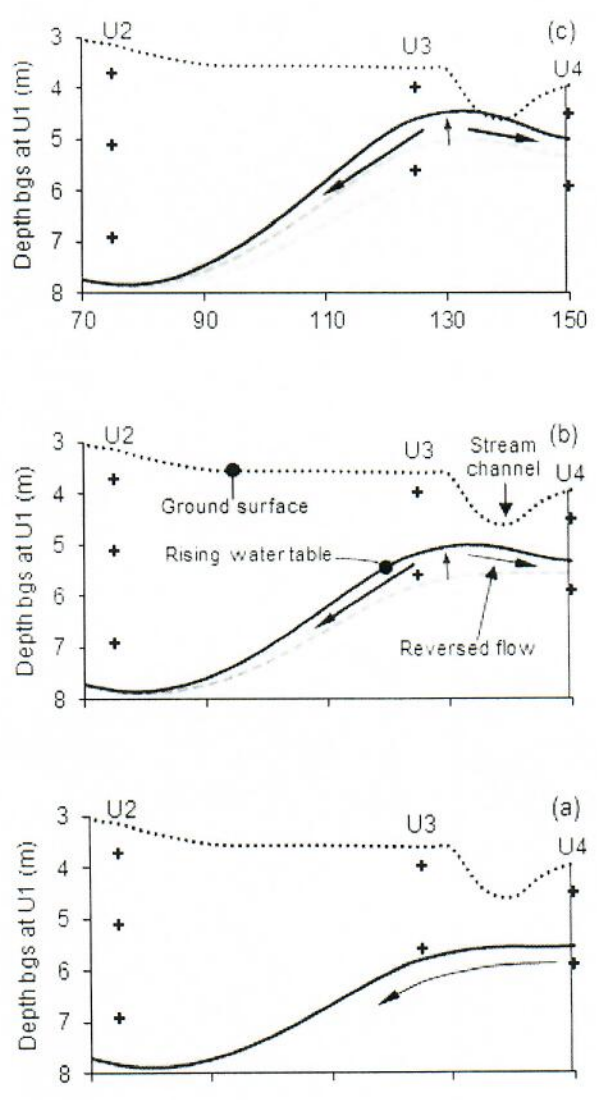 (c)
U2
U3
U4
3
4
5
6
7
8
Depth bgs at U1 (m)
70 90 110 130 150
(b)
U2
U3
Stream
channel
U4
3
4
5
6
7
8
Depth bgs at U1 (m)
Ground surface
Rising water table
Reversed flow
(a)
U2
U3
U4
3
4
5
6
7
8
Depth bgs at U1 (m)